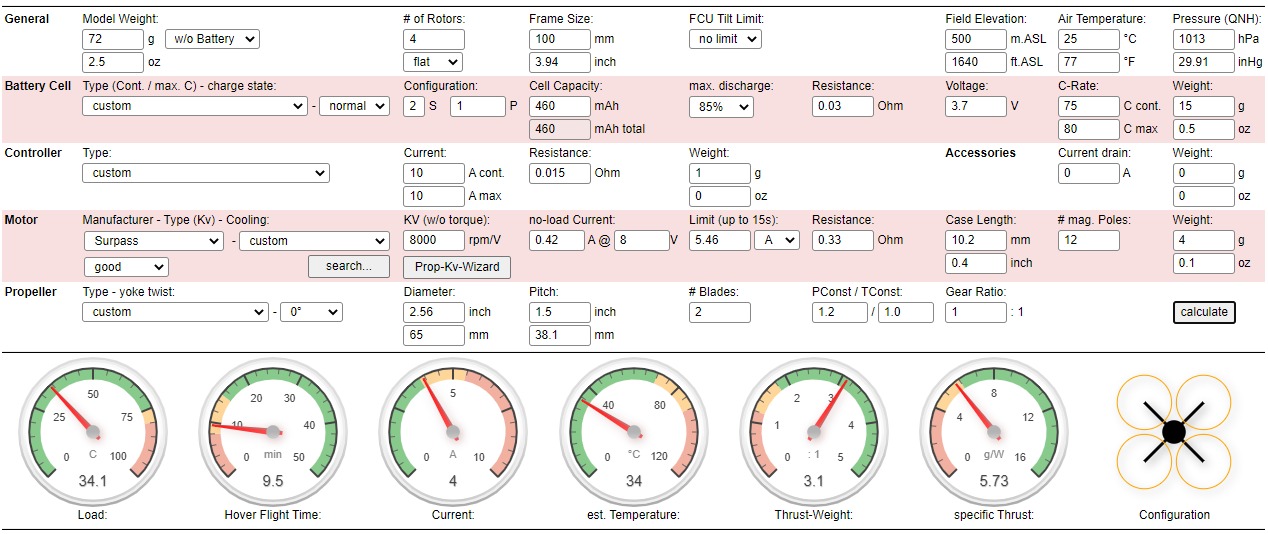 General Model Weight: # of Rotors: Frame Size: FCU Tilt Limit: Field Elevation: Air Temperature: Pressure (QNH):
72 g w/o Battery 4 100 mm no limit 500 m.ASL 25 °C 1013 hPa
2.5 oz flat 3.94 inch 1640 ft.ASL 77 °F 29.91 inHg
Battery Cell Type (Cont. / max. C) - charge state: Configuration: Cell Capacity: max. discharge: Resistance: Voltage: C-Rate: Weight:
custom - normal 2 S 1 P 460 mAh 85% 0.03 Ohm 3.7 V 75 C cont. 15 g
460 mAh total 80 C max 0.5 oz
Controller Type: Current: Resistance: Weight: Accessories Current drain: Weight:
custom 10 A cont. 0.015 Ohm 1 g 0 A 0 g
10 A max 0 oz 0 oz
Motor Manufacturer - Type (Kv) - Cooling: KV (w/o torque): no-load Current: Limit (up to 15s): Resistance: Case Length: # mag. Poles: Weight:
Surpass - custom 8000 rpm/V 0.42 A @ 8 V 5.46 A 0.33 Ohm 10.2 mm 12 4 g
good search... Prop-Kv-Wizard 0.4 inch 0.1 oz
Propeller Type - yoke twist: Diameter: Pitch: # Blades: PConst / TConst: Gear Ratio:
custom - 0° 2.56 inch 1.5 inch 2 1.2 / 1.0 1 : 1 calculate
65 mm 38.1 mm
0 25 50 75 100 C 34.1
0 10 20 30 40 50 min 9.5
0 5 10 A 4
0 40 80 120 °C 34
0 1 2 3 4 5 : 1 3.1
0 4 8 12 16 g/W 5.73
Load: Hover Flight Time: Current: est. Temperature: Thrust-Weight: specific Thrust: Configuration